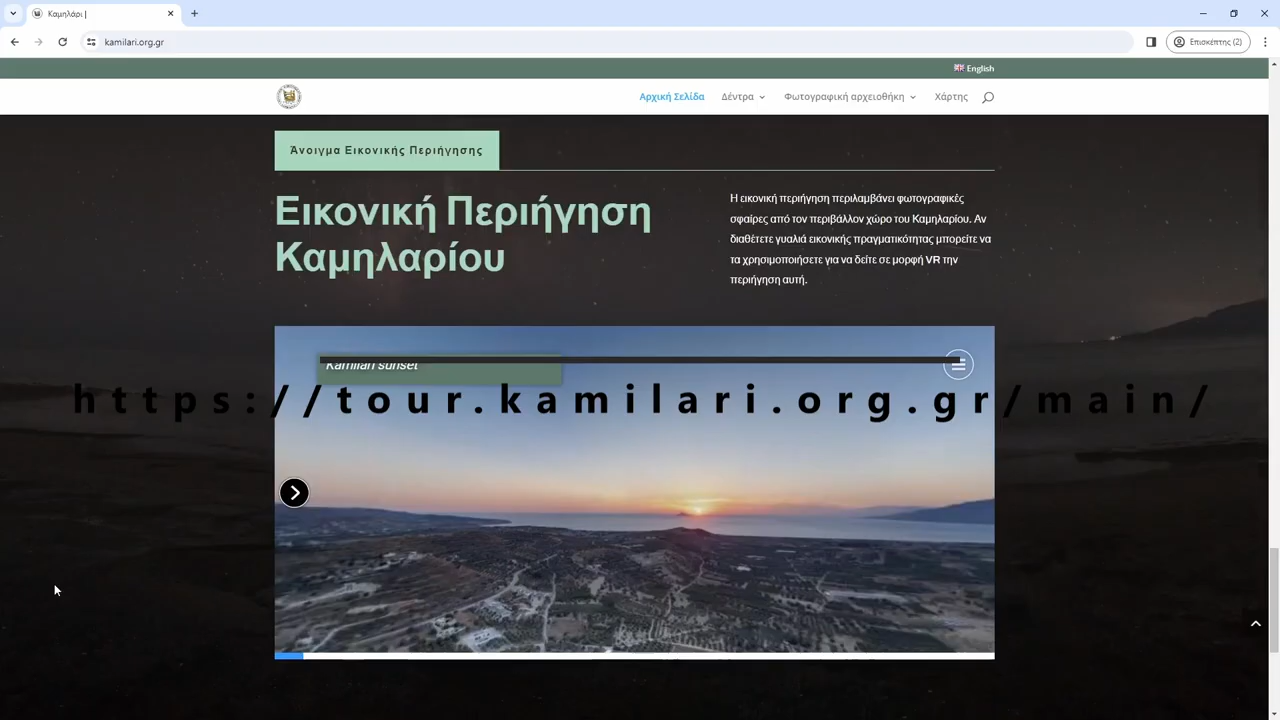 Καμηλάρι |
kamilari.org.gr
Επισκέπτης (2)
English
Αρχική Σελίδα
Δέντρα
Φωτογραφική αρχειοθήκη
Χάρτης
Άνοιγμα Εικονικής Περιήγησης
Εικονική Περιήγηση
Καμηλαρίου
Η εικονική περιήγηση περιλαμβάνει φωτογραφικές
σφαίρες από τον περιβάλλον χώρο του Καμηλαρίου. Αν
διαθέτετε γυαλιά εικονικής πραγματικότητας μπορείτε να
τα χρησιμοποιήσετε για να δείτε σε μορφή VR την
περιήγηση αυτή.
Kamilari sunset
https://tour.kamilari.org.gr/main/